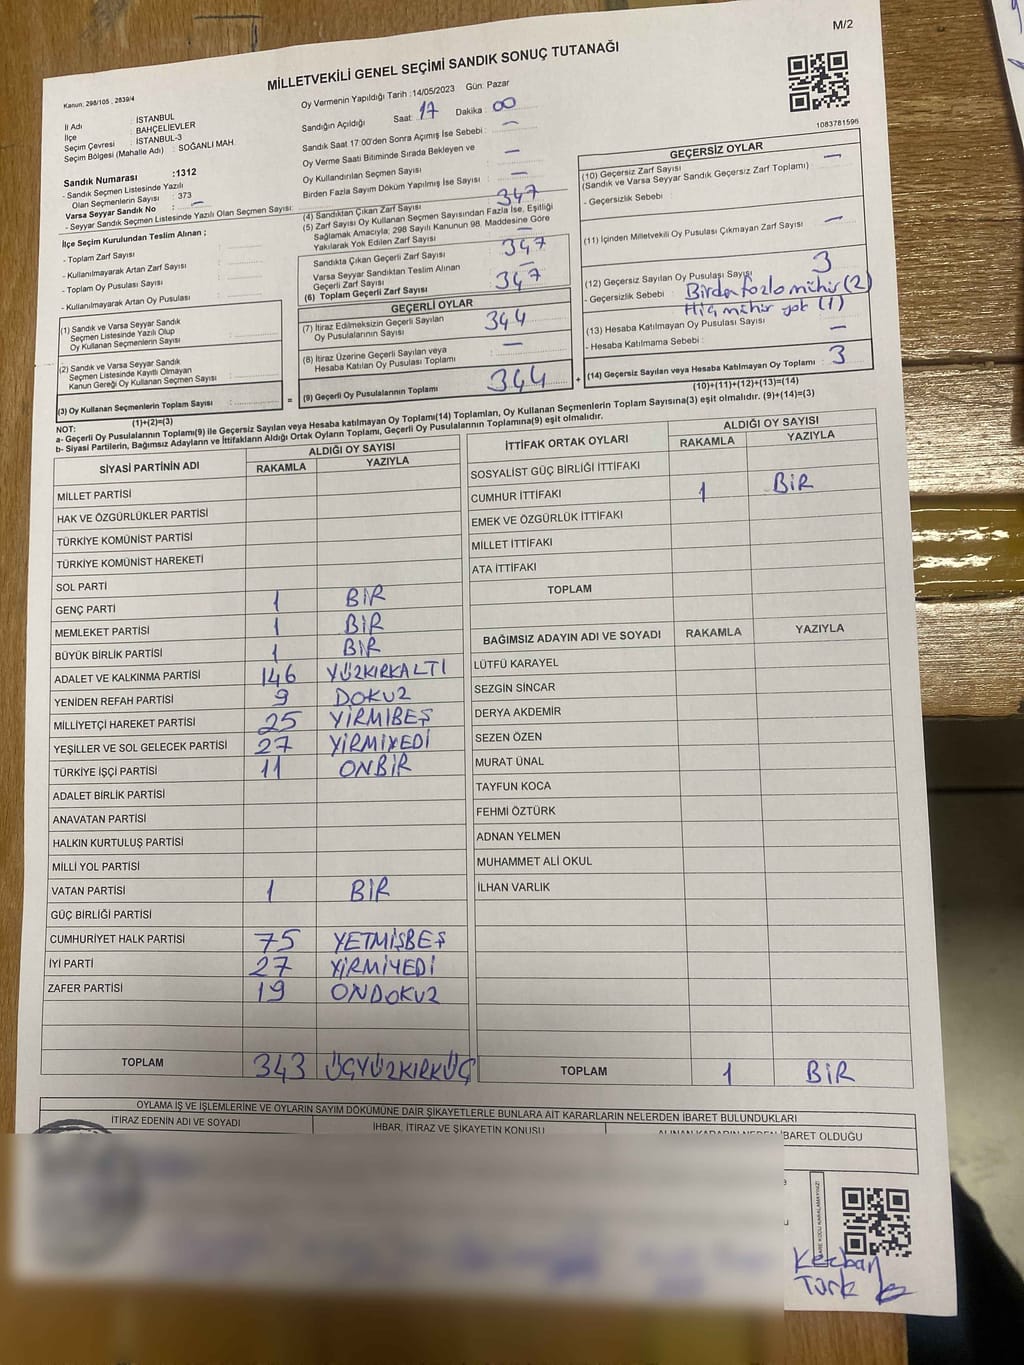 M/2
MİLLETVEKİLİ GENEL SEÇİMİ SANDIK SONUÇ TUTANAĞI
Kanun: 298/105 , 2839/4
İl Adı : İSTANBUL
İlçe : BAHÇELİEVLER
Seçim Çevresi : İSTANBUL-3
Seçim Bölgesi (Mahalle Adı) : SOĞANLI MAH.
Sandık Numarası :1312
- Sandık Seçmen Listesinde Yazılı
Olan Seçmenlerin Sayısı : 373
Varsa Seyyar Sandık No : –
- Seyyar Sandık Seçmen Listesinde Yazılı Olan Seçmen Sayısı:
İlçe Seçim Kurulundan Teslim Alınan ;
- Toplam Zarf Sayısı :
- Kullanılmayarak Artan Zarf Sayısı :
- Toplam Oy Pusulası Sayısı :
- Kullanılmayarak Artan Oy Pusulası :
(1) Sandık ve Varsa Seyyar Sandık
Seçmen Listesinde Yazılı Olup
Oy Kullanan Seçmenlerin Sayısı :
(2) Sandık ve Varsa Seyyar Sandık
Seçmen Listesinde Kayıtlı Olmayan
Kanun Gereği Oy Kullanan Seçmen Sayısı :
(3) Oy Kullanan Seçmenlerin Toplam Sayısı :
(1)+(2)=(3)
Oy Vermenin Yapıldığı Tarih :14/05/2023 Gün: Pazar
Sandığın Açıldığı Saat: 17 Dakika : 00
Sandık Saat 17:00'den Sonra Açımış İse Sebebi : –
Oy Verme Saati Bitiminde Sırada Bekleyen ve
Oy Kullandırılan Seçmen Sayısı : –
Birden Fazla Sayım Döküm Yapılmış İse Sayısı : –
(4) Sandıktan Çıkan Zarf Sayısı : 347
(5) Zarf Sayısı Oy Kullanan Seçmen Sayısından Fazla İse, Eşitliği
Sağlamak Amacıyla; 298 Sayılı Kanunun 98. Maddesine Göre
Yakılarak Yok Edilen Zarf Sayısı : –
Sandıkta Çıkan Geçerli Zarf Sayısı : 347
Varsa Seyyar Sandıktan Teslim Alınan
Geçerli Zarf Sayısı : –
(6) Toplam Geçerli Zarf Sayısı : 347
GEÇERLİ OYLAR
(7) İtiraz Edilmeksizin Geçerli Sayılan
Oy Pusulalarının Sayısı : 344
(8) İtiraz Üzerine Geçerli Sayılan veya
Hesaba Katılan Oy Pusulası Toplamı : –
= (9) Geçerli Oy Pusulalarının Toplamı : 344 +
1083781596
GEÇERSİZ OYLAR
(10) Geçersiz Zarf Sayısı : –
(Sandık ve Varsa Seyyar Sandık Geçersiz Zarf Toplamı)
- Geçersizlik Sebebi :
(11) İçinden Milletvekili Oy Pusulası Çıkmayan Zarf Sayısı : –
(12) Geçersiz Sayılan Oy Pusulası Sayısı : 3
- Geçersizlik Sebebi : Birden fazla mühür (2)
Hiç mühür yok (1)
(13) Hesaba Katılmayan Oy Pusulası Sayısı : –
- Hesaba Katılmama Sebebi :
(14) Geçersiz Sayılan veya Hesaba Katılmayan Oy Toplamı : 3
(10)+(11)+(12)+(13)=(14)
NOT:
a- Geçerli Oy Pusulalarının Toplamı(9) ile Geçersiz Sayılan veya Hesaba katılmayan Oy Toplamı(14) Toplamları, Oy Kullanan Seçmenlerin Toplam Sayısına(3) eşit olmalıdır. (9)+(14)=(3)
b- Siyasi Partilerin, Bağımsız Adayların ve İttifakların Aldığı Ortak Oyların Toplamı, Geçerli Oy Pusulalarının Toplamına(9) eşit olmalıdır.
SİYASİ PARTİNİN ADI ALDIĞI OY SAYISI
RAKAMLA YAZIYLA
MİLLET PARTİSİ
HAK VE ÖZGÜRLÜKLER PARTİSİ
TÜRKİYE KOMÜNİST PARTİSİ
TÜRKİYE KOMÜNİST HAREKETİ
SOL PARTİ
GENÇ PARTİ 1 BİR
MEMLEKET PARTİSİ 1 BİR
BÜYÜK BİRLİK PARTİSİ 1 BİR
ADALET VE KALKINMA PARTİSİ 146 YÜZKIRKALTI
YENİDEN REFAH PARTİSİ 9 DOKUZ
MİLLİYETÇİ HAREKET PARTİSİ 25 YİRMİBEŞ
YEŞİLLER VE SOL GELECEK PARTİSİ 27 YİRMİYEDİ
TÜRKİYE İŞÇİ PARTİSİ 11 ONBİR
ADALET BİRLİK PARTİSİ
ANAVATAN PARTİSİ
HALKIN KURTULUŞ PARTİSİ
MİLLİ YOL PARTİSİ
VATAN PARTİSİ 1 BİR
GÜÇ BİRLİĞİ PARTİSİ
CUMHURİYET HALK PARTİSİ 75 YETMİŞBEŞ
İYİ PARTİ 27 YİRMİYEDİ
ZAFER PARTİSİ 19 ONDOKUZ
TOPLAM 343 ÜÇYÜZKIRKÜÇ
İTTİFAK ORTAK OYLARI ALDIĞI OY SAYISI
RAKAMLA YAZIYLA
SOSYALİST GÜÇ BİRLİĞİ İTTİFAKI
CUMHUR İTTİFAKI 1 BİR
EMEK VE ÖZGÜRLÜK İTTİFAKI
MİLLET İTTİFAKI
ATA İTTİFAKI
TOPLAM
BAĞIMSIZ ADAYIN ADI VE SOYADI RAKAMLA YAZIYLA
LÜTFÜ KARAYEL
SEZGİN SİNCAR
DERYA AKDEMİR
SEZEN ÖZEN
MURAT ÜNAL
TAYFUN KOCA
FEHMİ ÖZTÜRK
ADNAN YELMEN
MUHAMMET ALİ OKUL
İLHAN VARLIK
TOPLAM 1 BİR
OYLAMA İŞ VE İŞLEMLERİNE VE OYLARIN SAYIM DÖKÜMÜNE DAİR ŞİKAYETLERLE BUNLARA AİT KARARLARIN NELERDEN İBARET BULUNDUKLARI
İTİRAZ EDENİN ADI VE SOYADI İHBAR, İTİRAZ VE ŞİKAYETİN KONUSU ALINAN KARARIN NEDEN İBARET OLDUĞU
Türk